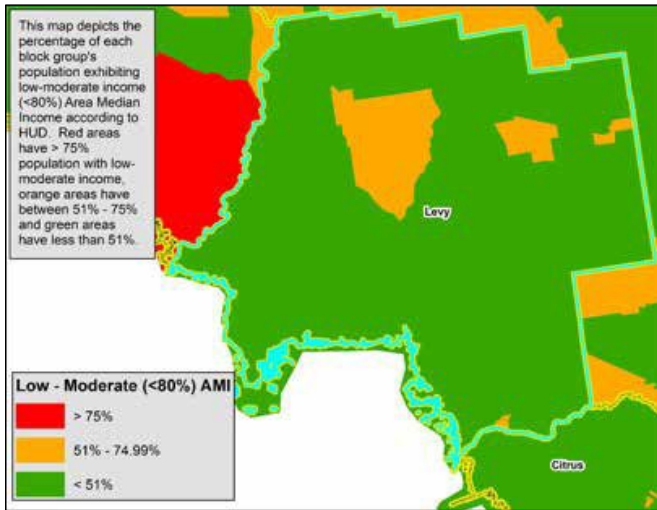 This map depicts the
percentage of each
block group's
population exhibiting
low-moderate income
(<80%) Area Median
Income according to
HUD. Red areas
have > 75%
population with low-
moderate income,
orange areas have
between 51% - 75%
and green areas
have less than 51%.
Levy
Low - Moderate (<80%) AMI
> 75%
51% - 74.99%
< 51%
Citrus